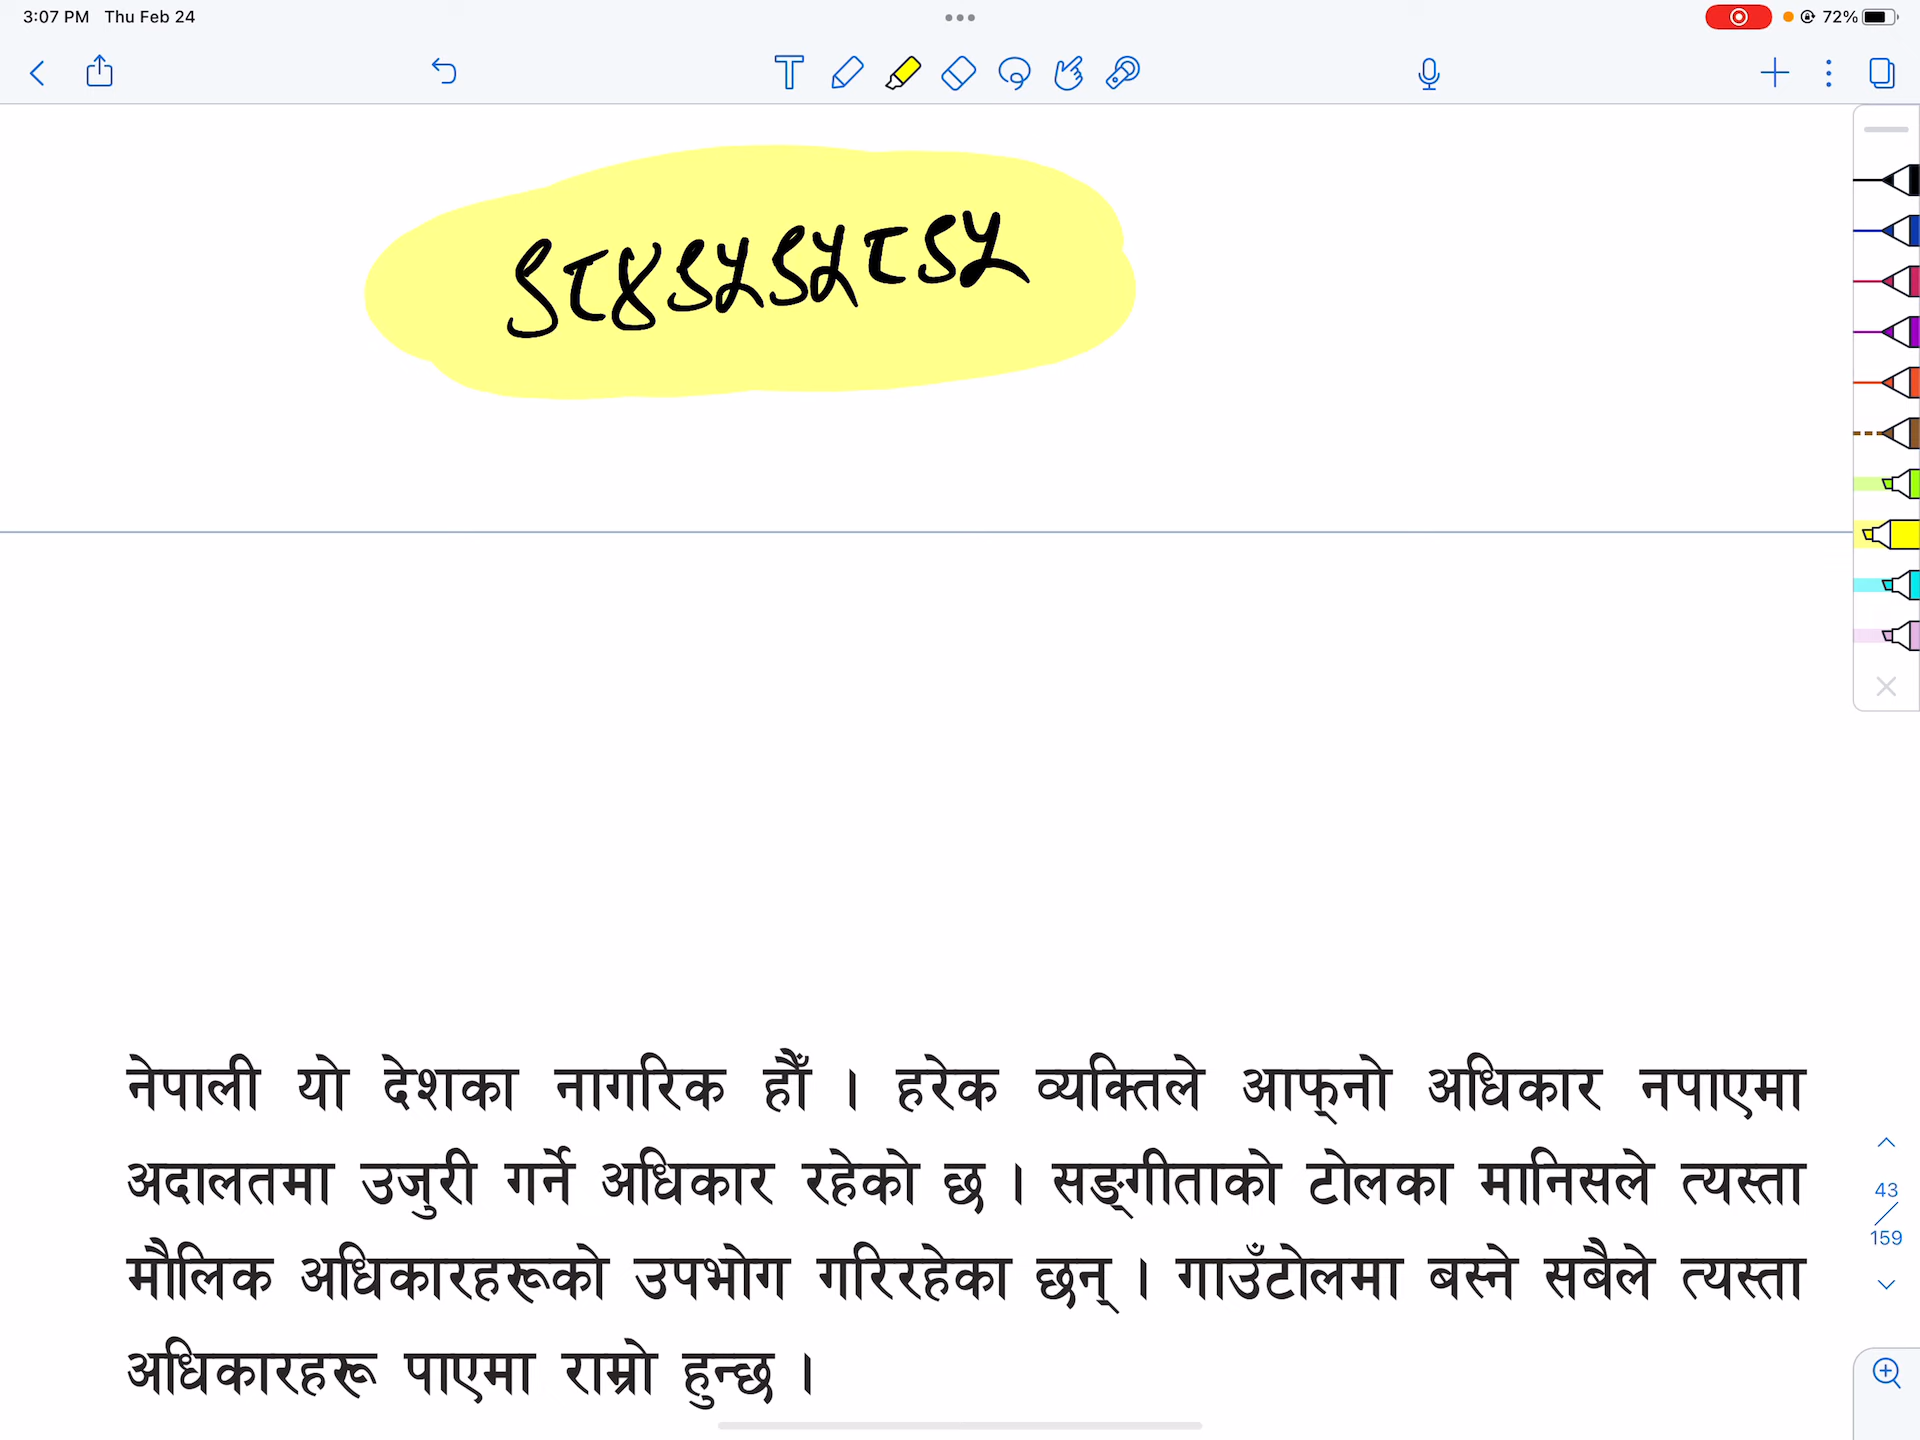 3:07 PM Thu Feb 24
72%
९८४९५९५८९५
नेपाली यो देशका नागरिक हौँ । हरेक व्यक्तिले आफ्‌नो अधिकार नपाएमा
अदालतमा उजुरी गर्ने अधिकार रहेको छ । सङ्गीताको टोलका मानिसले त्यस्ता
मौलिक अधिकारहरूको उपभोग गरिरहेका छन् । गाउँटोलमा बस्ने सबैले त्यस्ता
अधिकारहरू पाएमा राम्रो हुन्छ ।
43
159